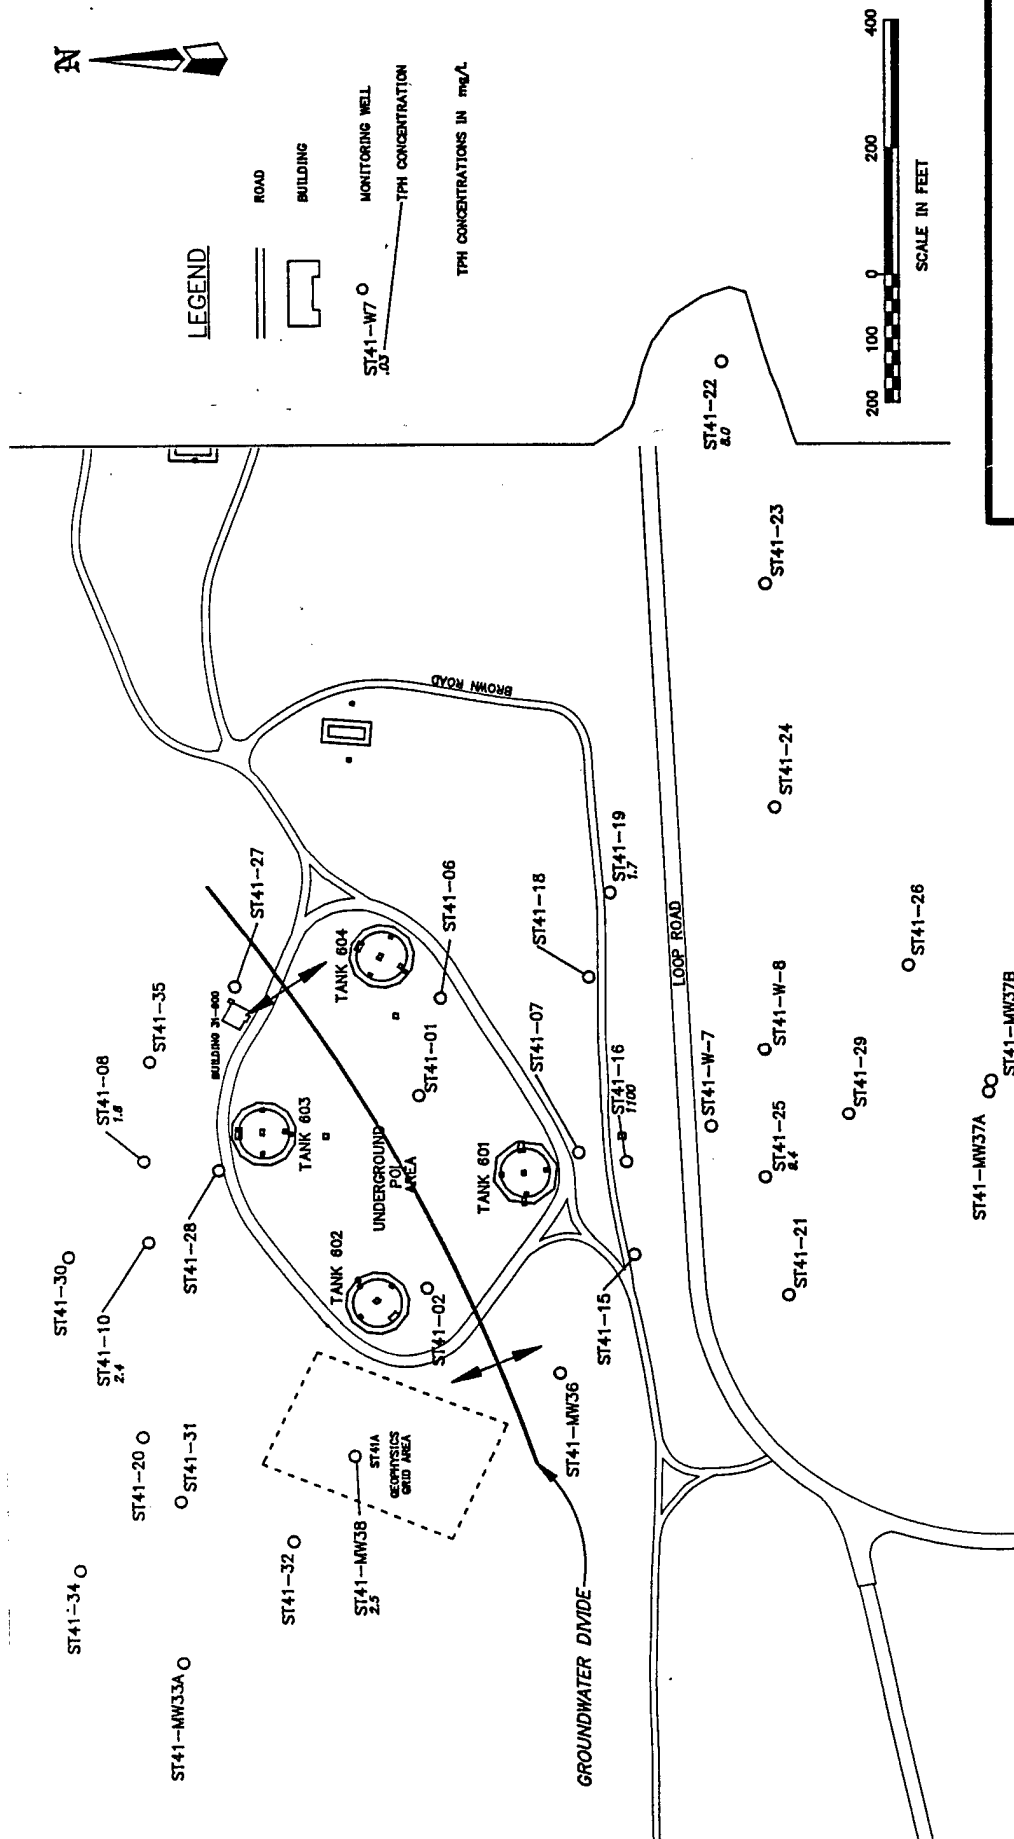 N
LEGEND
ROAD
BUILDING
ST41-W7
.03
MONITORING WELL
TPH CONCENTRATION
TPH CONCENTRATIONS IN mg/L
200
100
0
200
400
SCALE IN FEET
ST41-MW33A
ST41-34
ST41-20
ST41-31
ST41-30
ST41-10
2.4
ST41-08
1.8
ST41-35
ST41-28
BUILDING 31-600
ST41-27
ST41-32
ST41-MW38
2.5
ST41A
GEOPHYSICS
GRID AREA
TANK 602
TANK 603
TANK 604
UNDERGROUND
POL
AREA
ST41-02
ST41-01
ST41-06
TANK 601
BROWN ROAD
ST41-MW36
GROUNDWATER DIVIDE
ST41-15
ST41-07
ST41-16
1100
ST41-18
ST41-19
1.7
LOOP ROAD
ST41-W-7
ST41-22
8.0
ST41-21
ST41-25
8.4
ST41-W-8
ST41-24
ST41-23
ST41-29
ST41-26
ST41-MW37A
ST41-MW37B